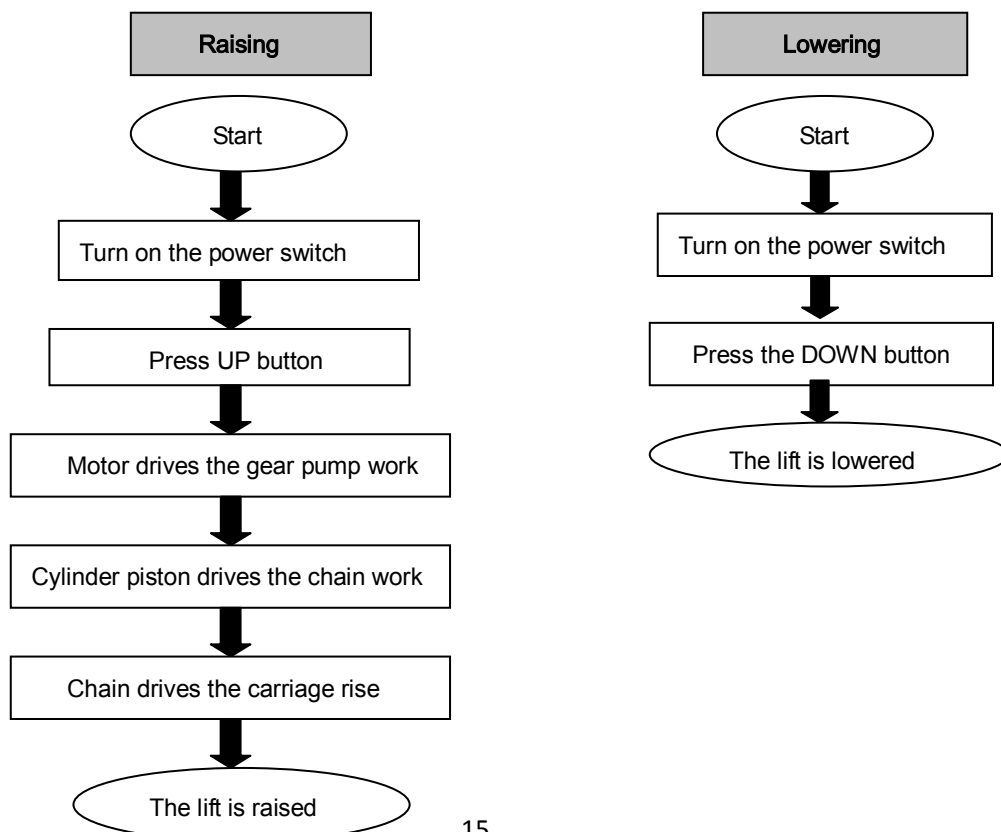 Raising
Start
Turn on the power switch
Press UP button
Motor drives the gear pump work
Cylinder piston drives the chain work
Chain drives the carriage rise
The lift is raised
Lowering
Start
Turn on the power switch
Press the DOWN button
The lift is lowered
15